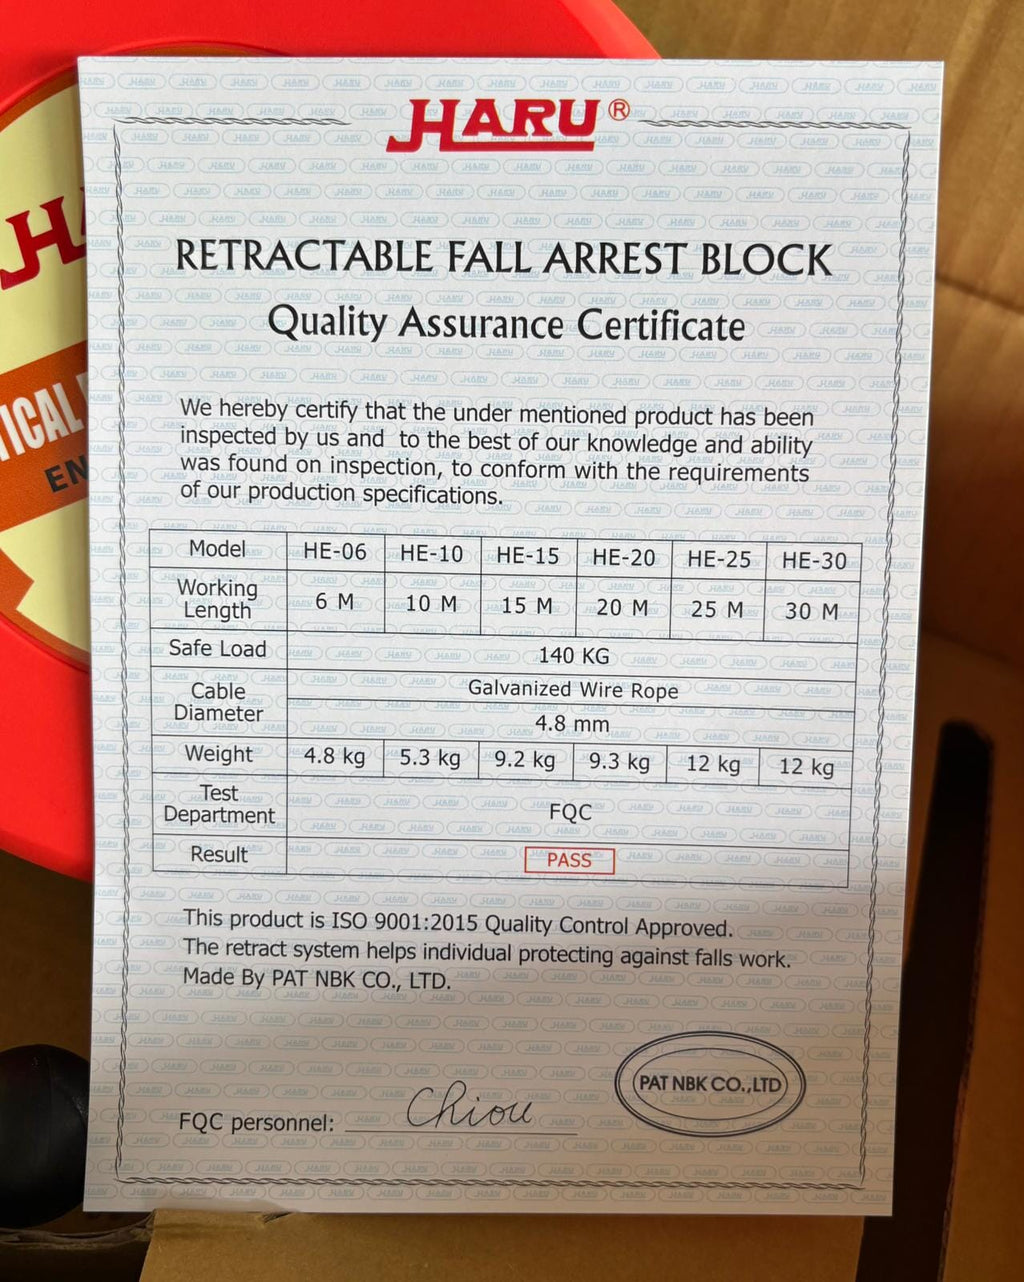 HARU®
RETRACTABLE FALL ARREST BLOCK
Quality Assurance Certificate
We hereby certify that the under mentioned product has been
inspected by us and to the best of our knowledge and ability
was found on inspection, to conform with the requirements
of our production specifications.
Model HE-06 HE-10 HE-15 HE-20 HE-25 HE-30
Working Length 6 M 10 M 15 M 20 M 25 M 30 M
Safe Load 140 KG
Cable Diameter Galvanized Wire Rope
4.8 mm
Weight 4.8 kg 5.3 kg 9.2 kg 9.3 kg 12 kg 12 kg
Test Department FQC
Result PASS
This product is ISO 9001:2015 Quality Control Approved.
The retract system helps individual protecting against falls work.
Made By PAT NBK CO., LTD.
PAT NBK CO.,LTD
FQC personnel: Chiou